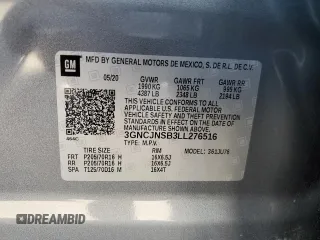 GM
MFD BY GENERAL MOTORS DE MEXICO, S. DE R.L. DE C.V.
05/20 GVWR GAWR FRT GAWR RR
1990 KG 1065 KG 995 KG
4387 LB 2348 LB 2194 LB
THIS VEHICLE CONFORMS TO ALL APPLICABLE U.S. FEDERAL MOTOR VEHICLE SAFETY, BUMPER, AND THEFT PREVENTION STANDARDS IN EFFECT ON THE DATE OF MANUFACTURE SHOWN ABOVE.
3GNCJNSB3LL276516
TYPE: M.P.V.
TIRE SIZE RIM
FRT P205/70R16 H 16X6.5J
RR P205/70R16 H 16X6.5J
SPA T125/70D16 M 16X4T